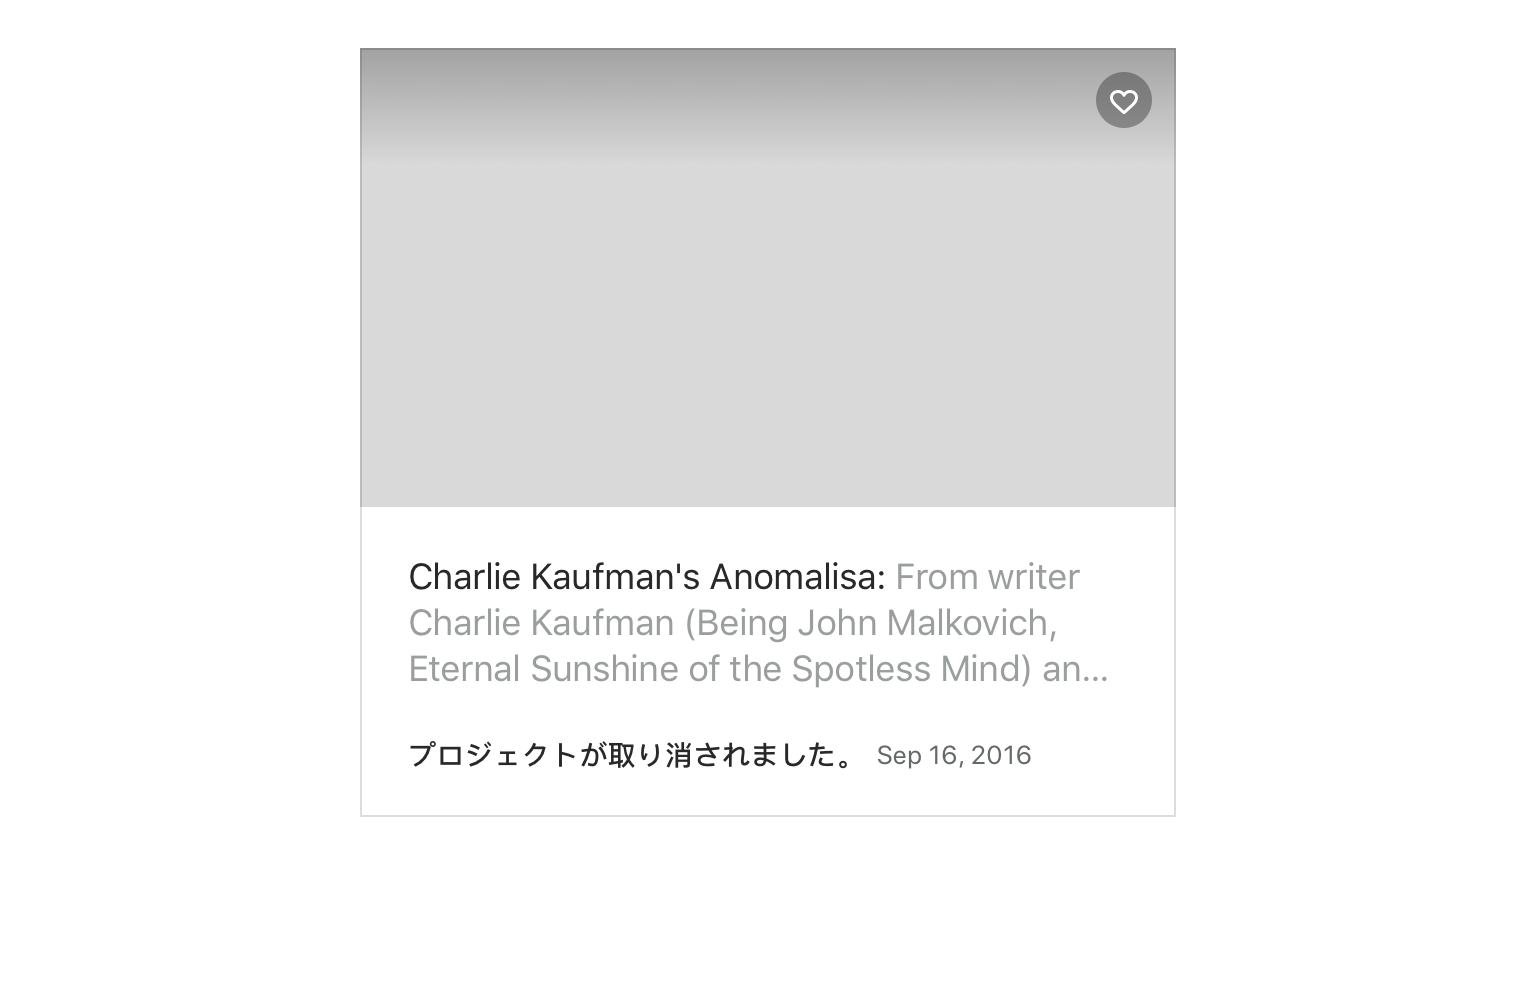 Charlie Kaufman's Anomalisa: From writer
Charlie Kaufman (Being John Malkovich,
Eternal Sunshine of the Spotless Mind) an…
プロジェクトが取り消されました。 Sep 16, 2016